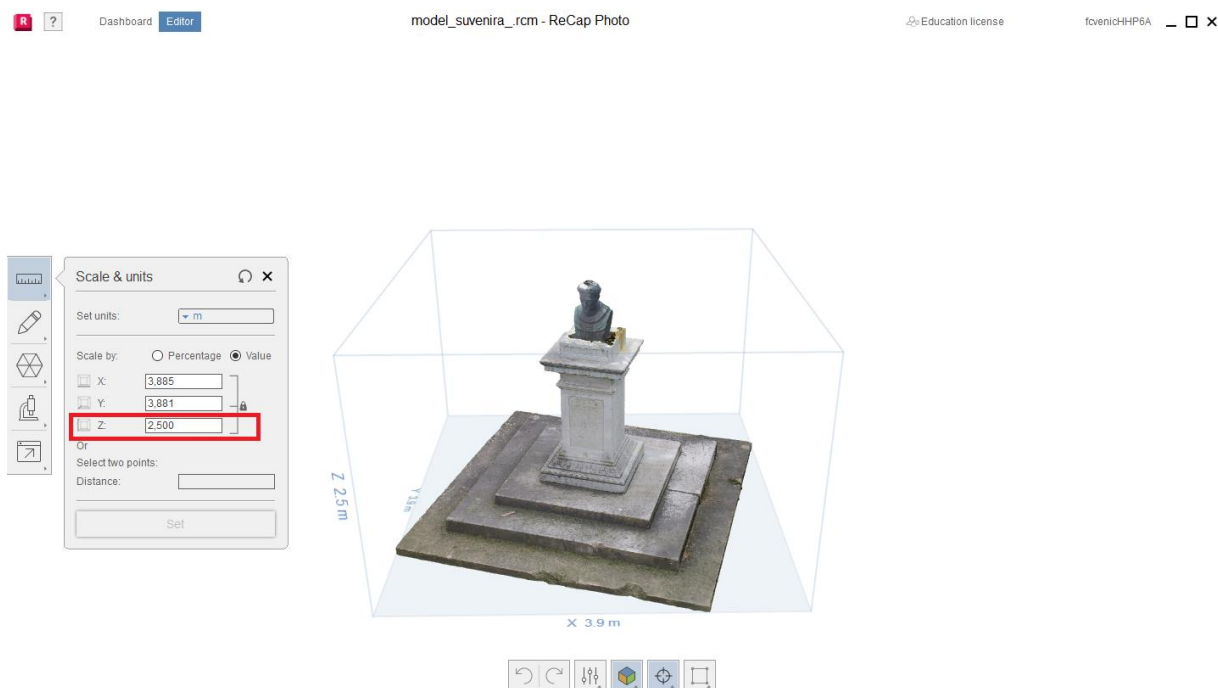 R ? Dashboard Editor model_suvenira_.rcm - ReCap Photo Education license fcvenicHHP6A
Scale & units
Set units: m
Scale by: Percentage Value
X: 3,885
Y: 3,881
Z: 2,500
Or
Select two points:
Distance:
Set
Z 2.5 m
X 3.9 m